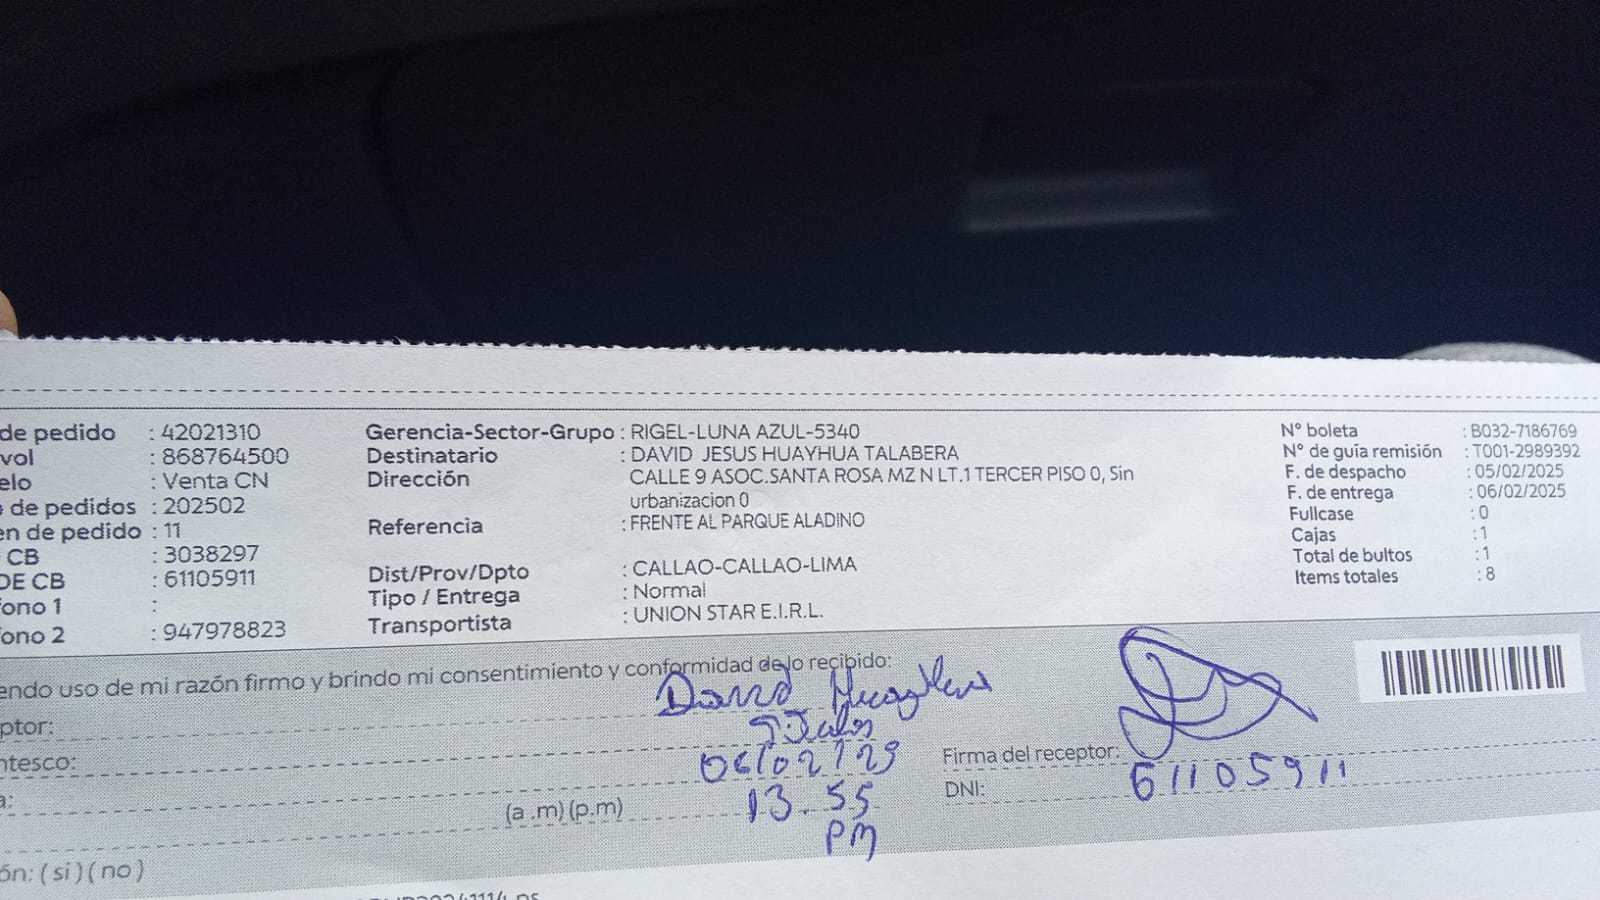 de pedido : 42021310
vol : 868764500
elo : Venta CN
de pedidos : 202502
en de pedido : 11
CB : 3038297
DE CB : 61105911
fono 1 :
fono 2 : 947978823
Gerencia-Sector-Grupo : RIGEL-LUNA AZUL-5340
Destinatario : DAVID JESUS HUAYHUA TALABERA
Dirección CALLE 9 ASOC.SANTA ROSA MZ N LT.1 TERCER PISO 0, Sin
urbanizacion 0
Referencia : FRENTE AL PARQUE ALADINO
Dist/Prov/Dpto : CALLAO-CALLAO-LIMA
Tipo / Entrega : Normal
Transportista : UNION STAR E.I.R.L.
N° boleta : B032-7186769
N° de guía remisión : T001-2989392
F. de despacho : 05/02/2025
F. de entrega : 06/02/2025
Fullcase : 0
Cajas : 1
Total de bultos : 1
Items totales : 8
endo uso de mi razón firmo y brindo mi consentimiento y conformidad de lo recibido:
ptor: David
ntesco:
a: 06/02/
(a .m) (p.m) 13.55
PM
Firma del receptor:
DNI: 61105911
ón: ( si ) ( no )